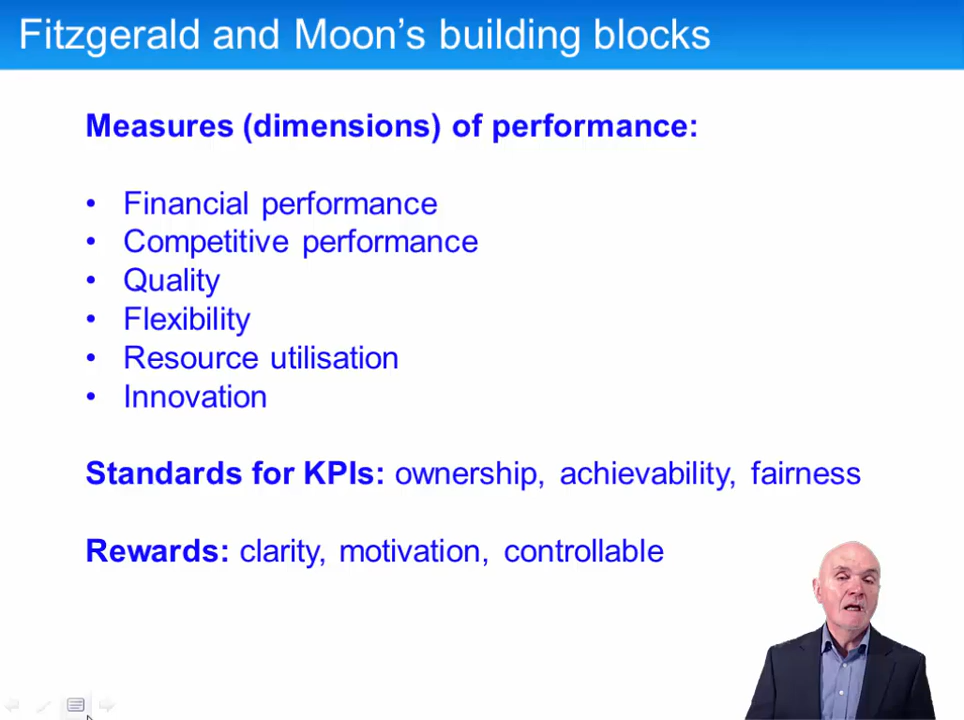 Fitzgerald and Moon's building blocks
Measures (dimensions) of performance:
• Financial performance
• Competitive performance
• Quality
• Flexibility
• Resource utilisation
• Innovation
Standards for KPIs: ownership, achievability, fairness
Rewards: clarity, motivation, controllable